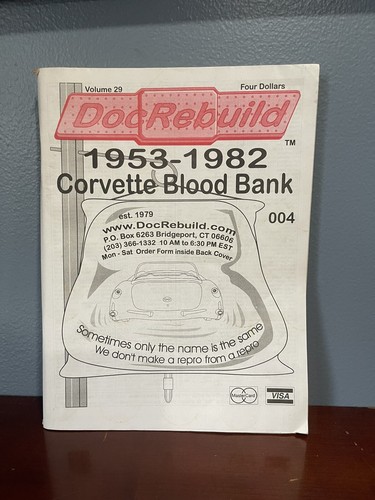 Volume 29
Four Dollars
DocRebuild
TM
1953-1982
Corvette Blood Bank
004
est. 1979
www.DocRebuild.com
P.O. Box 6263 Bridgeport, CT 06606
(203) 366-1332 10 AM to 6:30 PM EST
Mon - Sat Order Form inside Back Cover
Sometimes only the name is the same
We don't make a repro from a repro
MasterCard
VISA